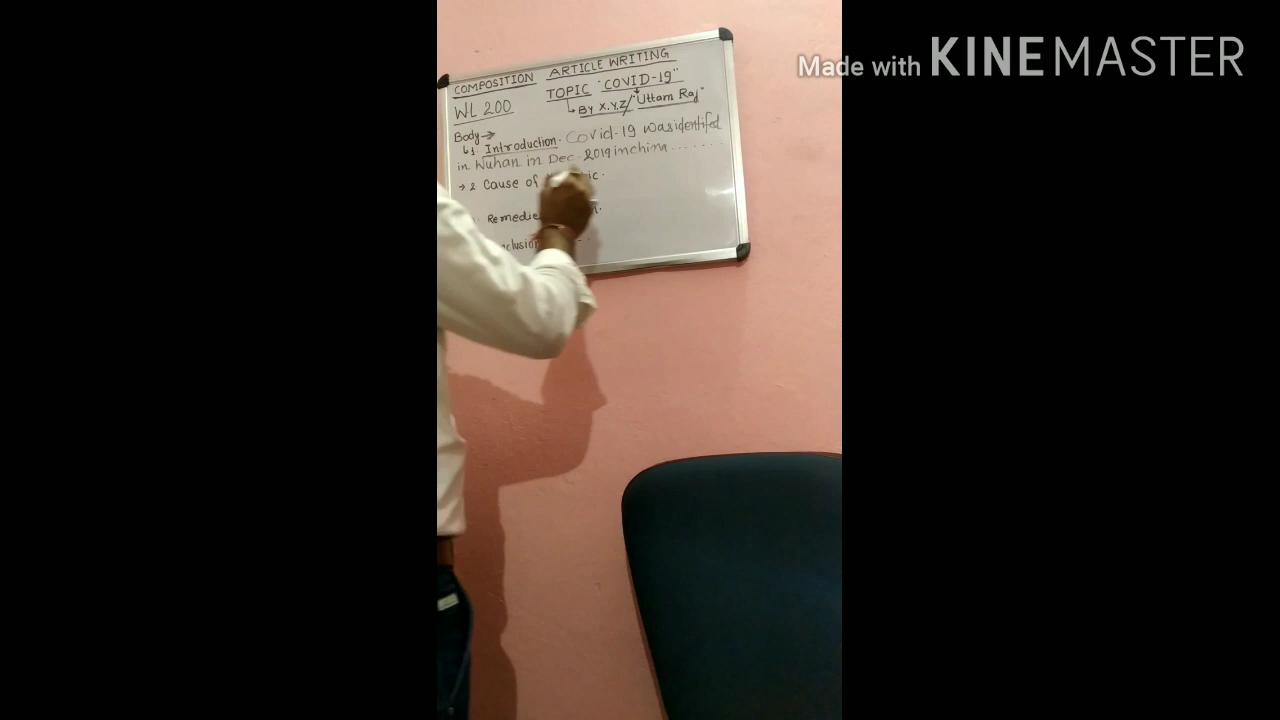 Made with KINEMASTER
COMPOSITION ARTICLE WRITING
WL 200 TOPIC "COVID-19"
By X.Y.Z/"Uttam Raj"
Body→
1. Introduction. Covid-19 was identifed
in Wuhan in Dec. 2019 in china .......
→ 2 Cause of
Remedie